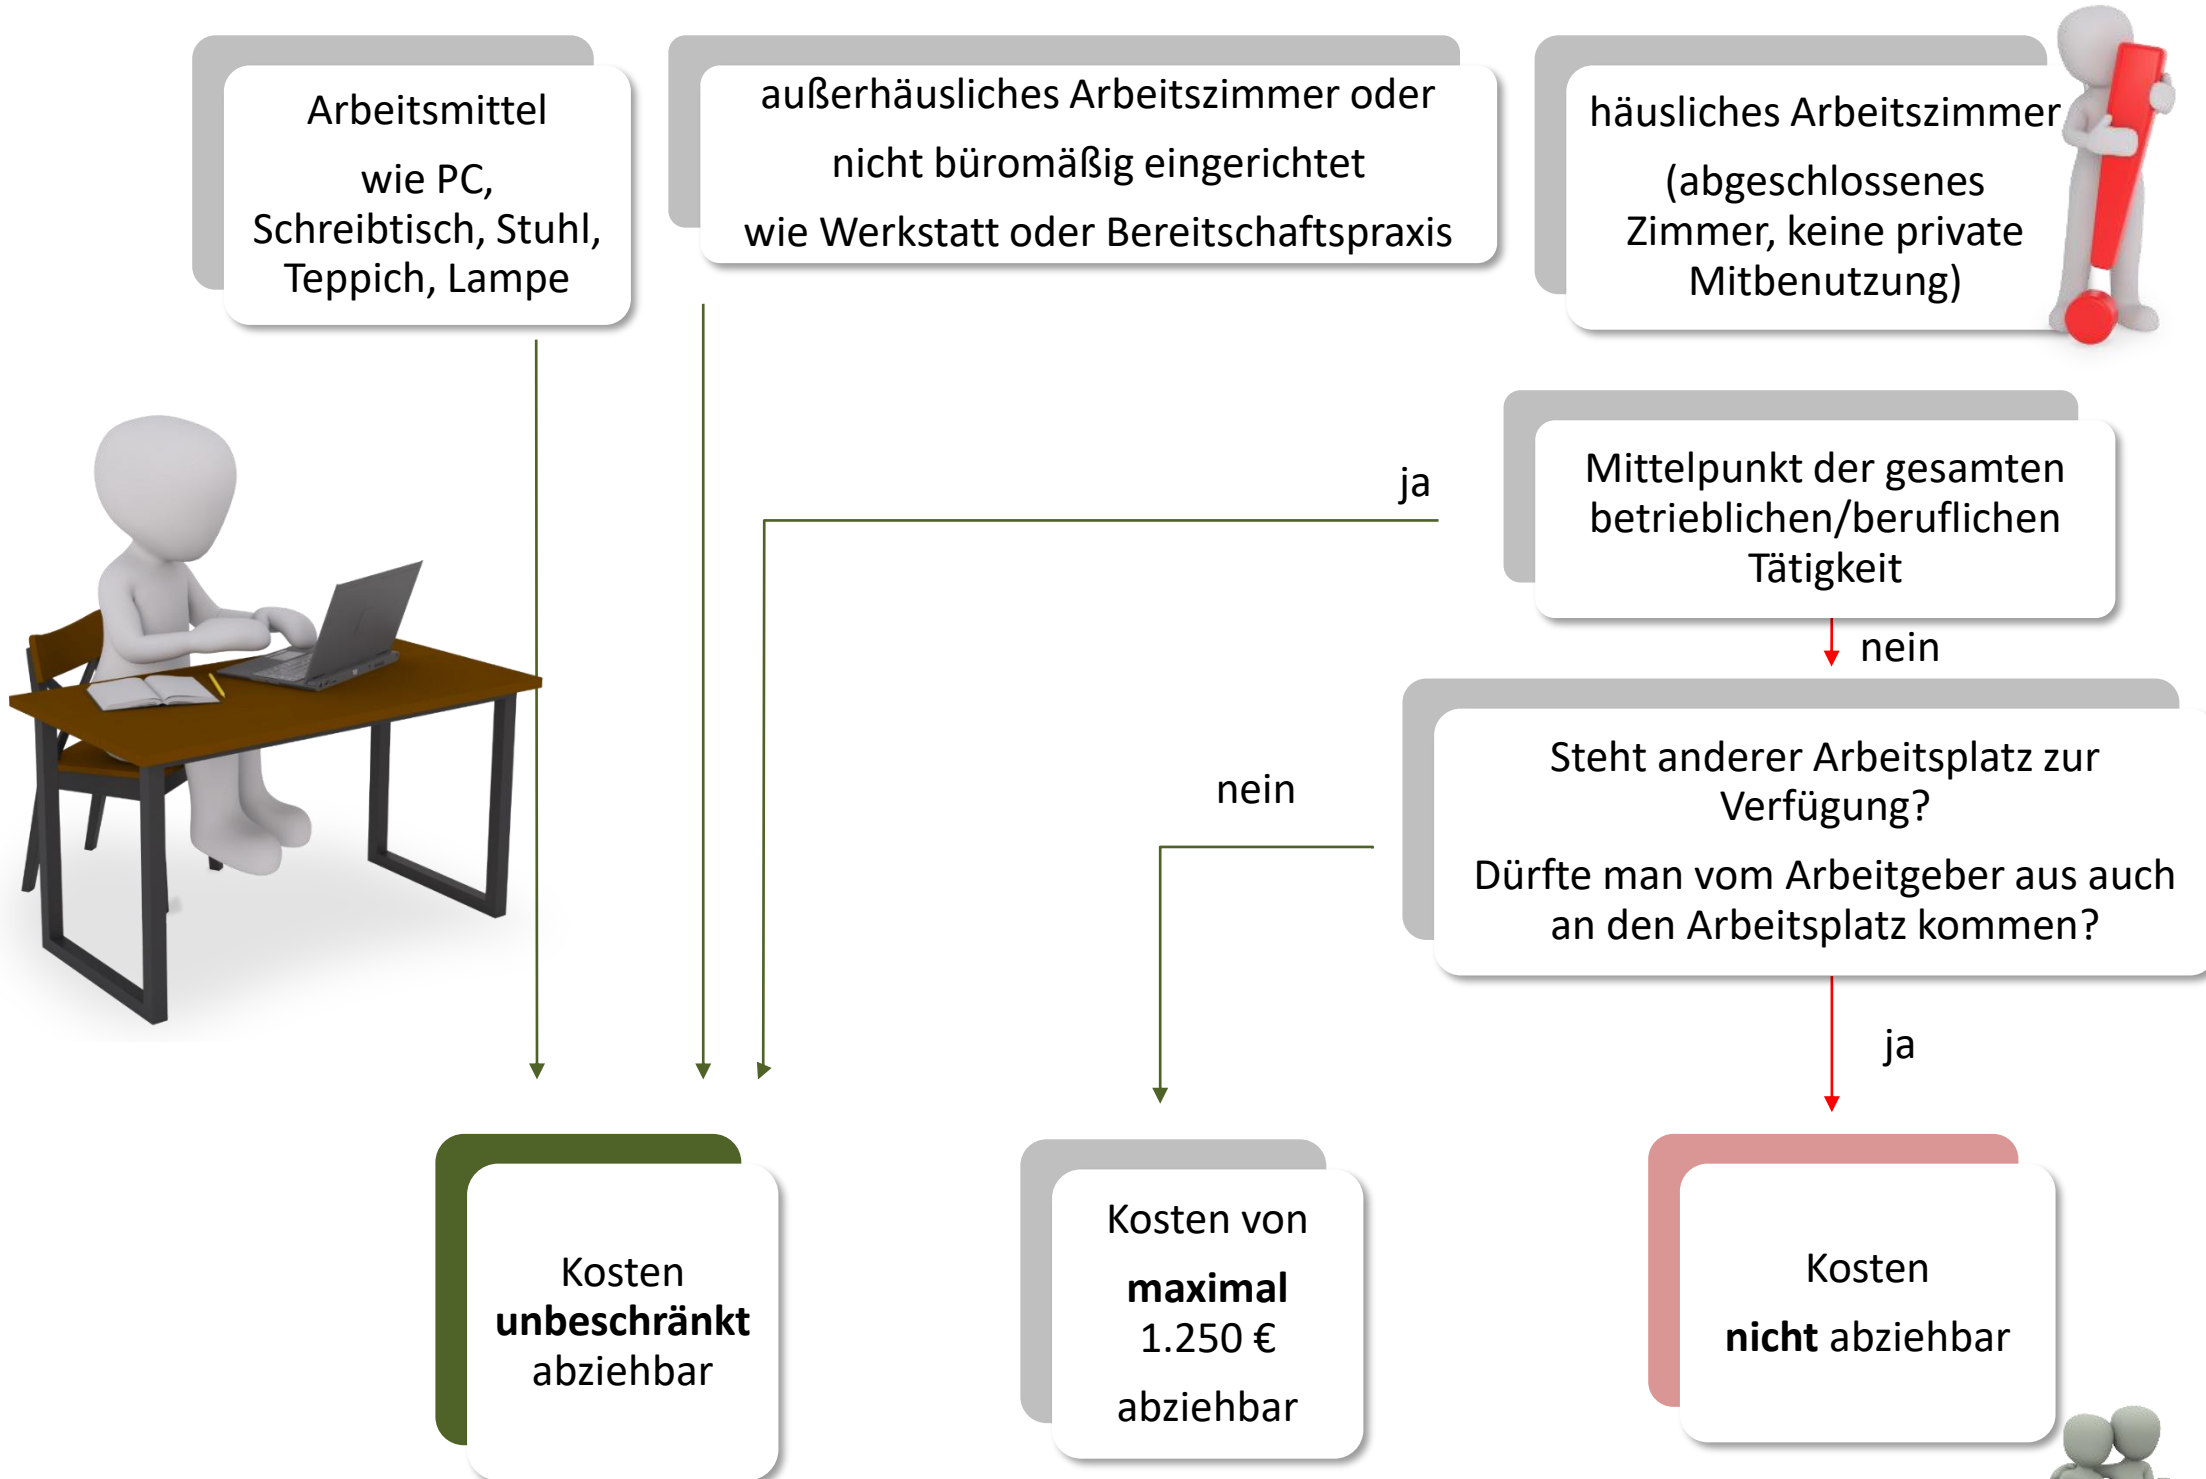 Arbeitsmittel
wie PC,
Schreibtisch, Stuhl,
Teppich, Lampe
außerhäusliches Arbeitszimmer oder
nicht büromäßig eingerichtet
wie Werkstatt oder Bereitschaftspraxis
häusliches Arbeitszimmer
(abgeschlossenes
Zimmer, keine private
Mitbenutzung)
ja
Mittelpunkt der gesamten
betrieblichen/beruflichen
Tätigkeit
nein
nein
Steht anderer Arbeitsplatz zur
Verfügung?
Dürfte man vom Arbeitgeber aus auch
an den Arbeitsplatz kommen?
ja
Kosten
unbeschränkt
abziehbar
Kosten von
maximal
1.250 €
abziehbar
Kosten
nicht abziehbar